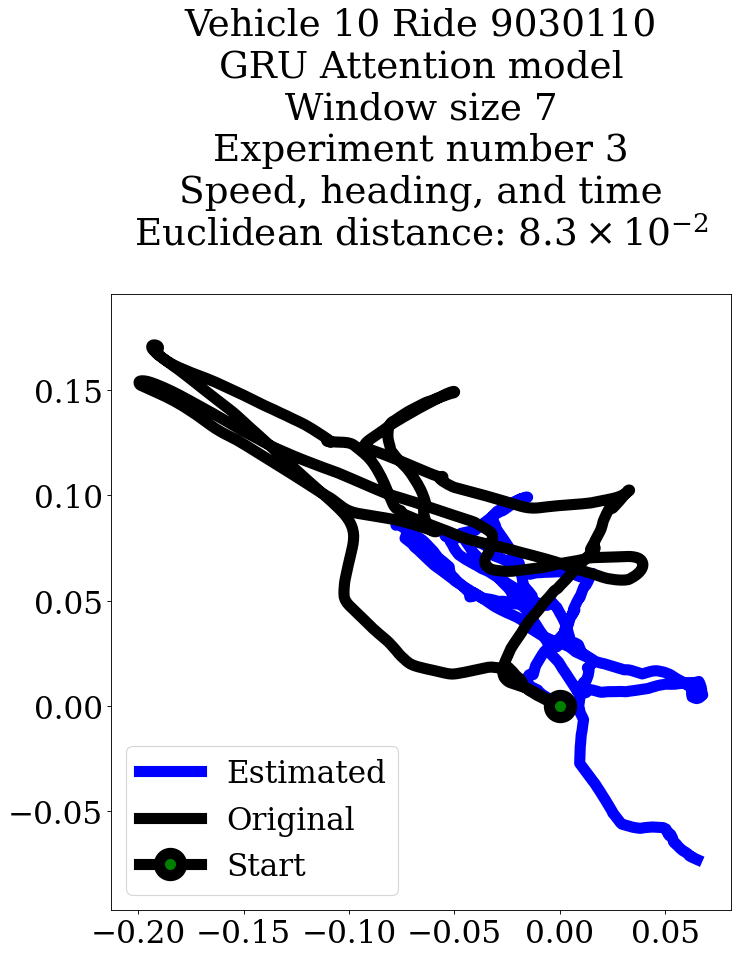 Vehicle 10 Ride 9030110
GRU Attention model
Window size 7
Experiment number 3
Speed, heading, and time
Euclidean distance: 8.3 × 10⁻²
0.15
0.10
0.05
0.00
−0.05
Estimated
Original
Start
−0.20 −0.15 −0.10 −0.05 0.00 0.05